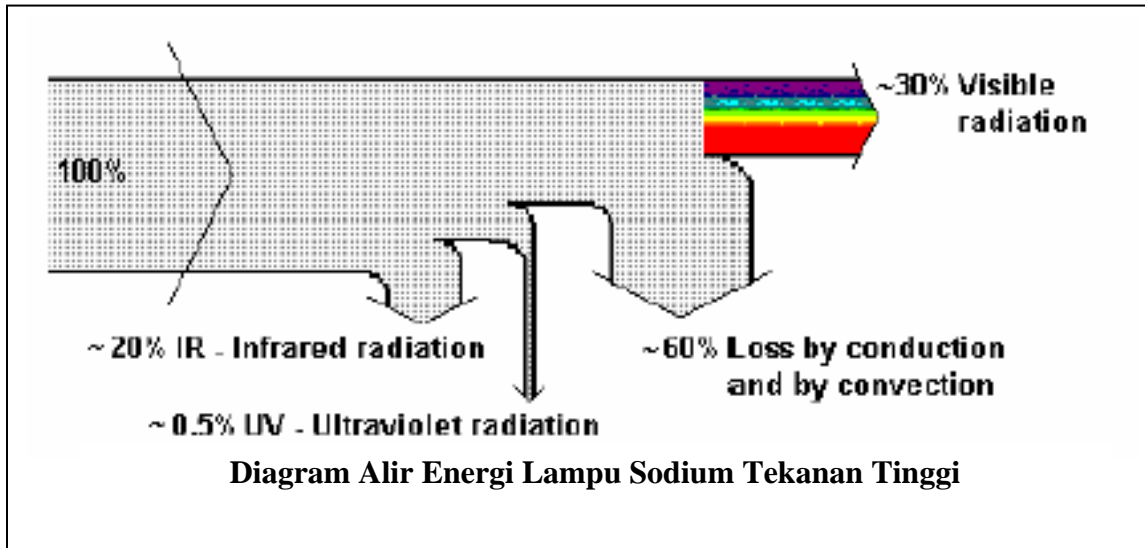 100%
~30% Visible
radiation
~20% IR - Infrared radiation
~60% Loss by conduction
and by convection
~0.5% UV - Ultraviolet radiation
Diagram Alir Energi Lampu Sodium Tekanan Tinggi